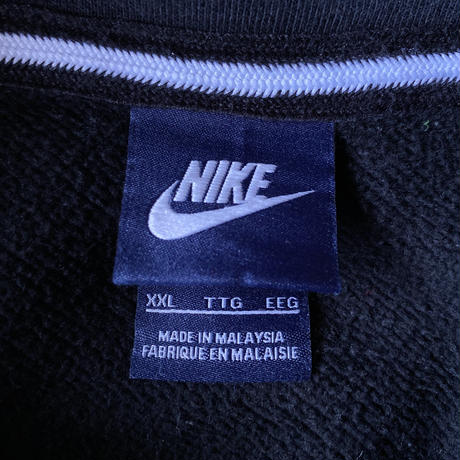 NIKE
XXL TTG EEG
MADE IN MALAYSIA
FABRIQUE EN MALAISIE